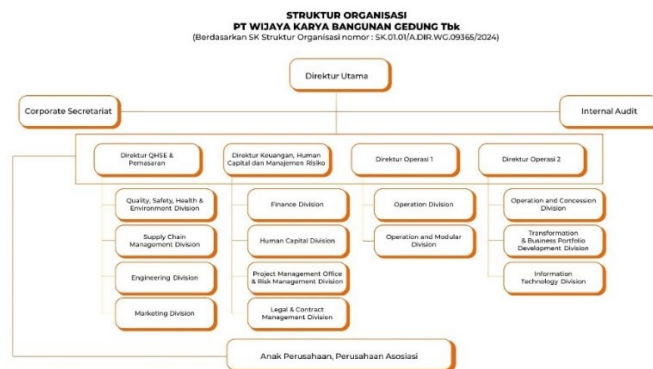 STRUKTUR ORGANISASI
PT WIJAYA KARYA BANGUNAN GEDUNG Tbk
(Berdasarkan SK Struktur Organisasi nomor : SK.01.01/A.DIR.WG.09365/2024)
Direktur Utama
Corporate Secretariat
Internal Audit
Direktur QHSE &
Pemasaran
Direktur Keuangan, Human
Capital dan Manajemen Risiko
Direktur Operasi 1
Direktur Operasi 2
Quality, Safety, Health &
Environment Division
Supply Chain
Management Division
Engineering Division
Marketing Division
Finance Division
Human Capital Division
Project Management Office
& Risk Management Division
Legal & Contract
Management Division
Operation Division
Operation and Modular
Division
Operation and Concession
Division
Transformation
& Business Portfolio
Development Division
Information
Technology Division
Anak Perusahaan, Perusahaan Asosiasi